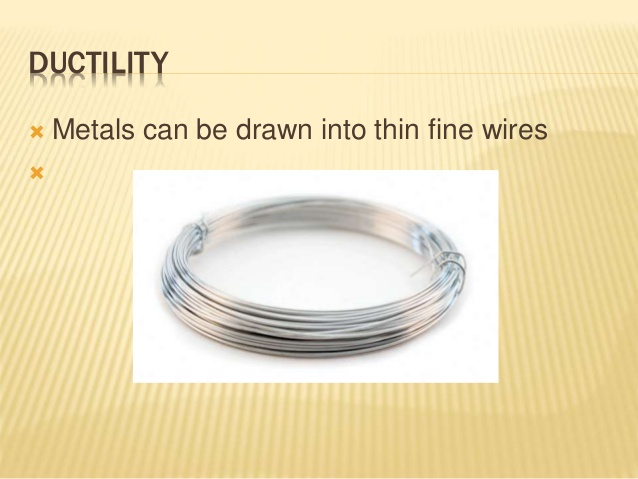 DUCTILITY
Metals can be drawn into thin fine wires